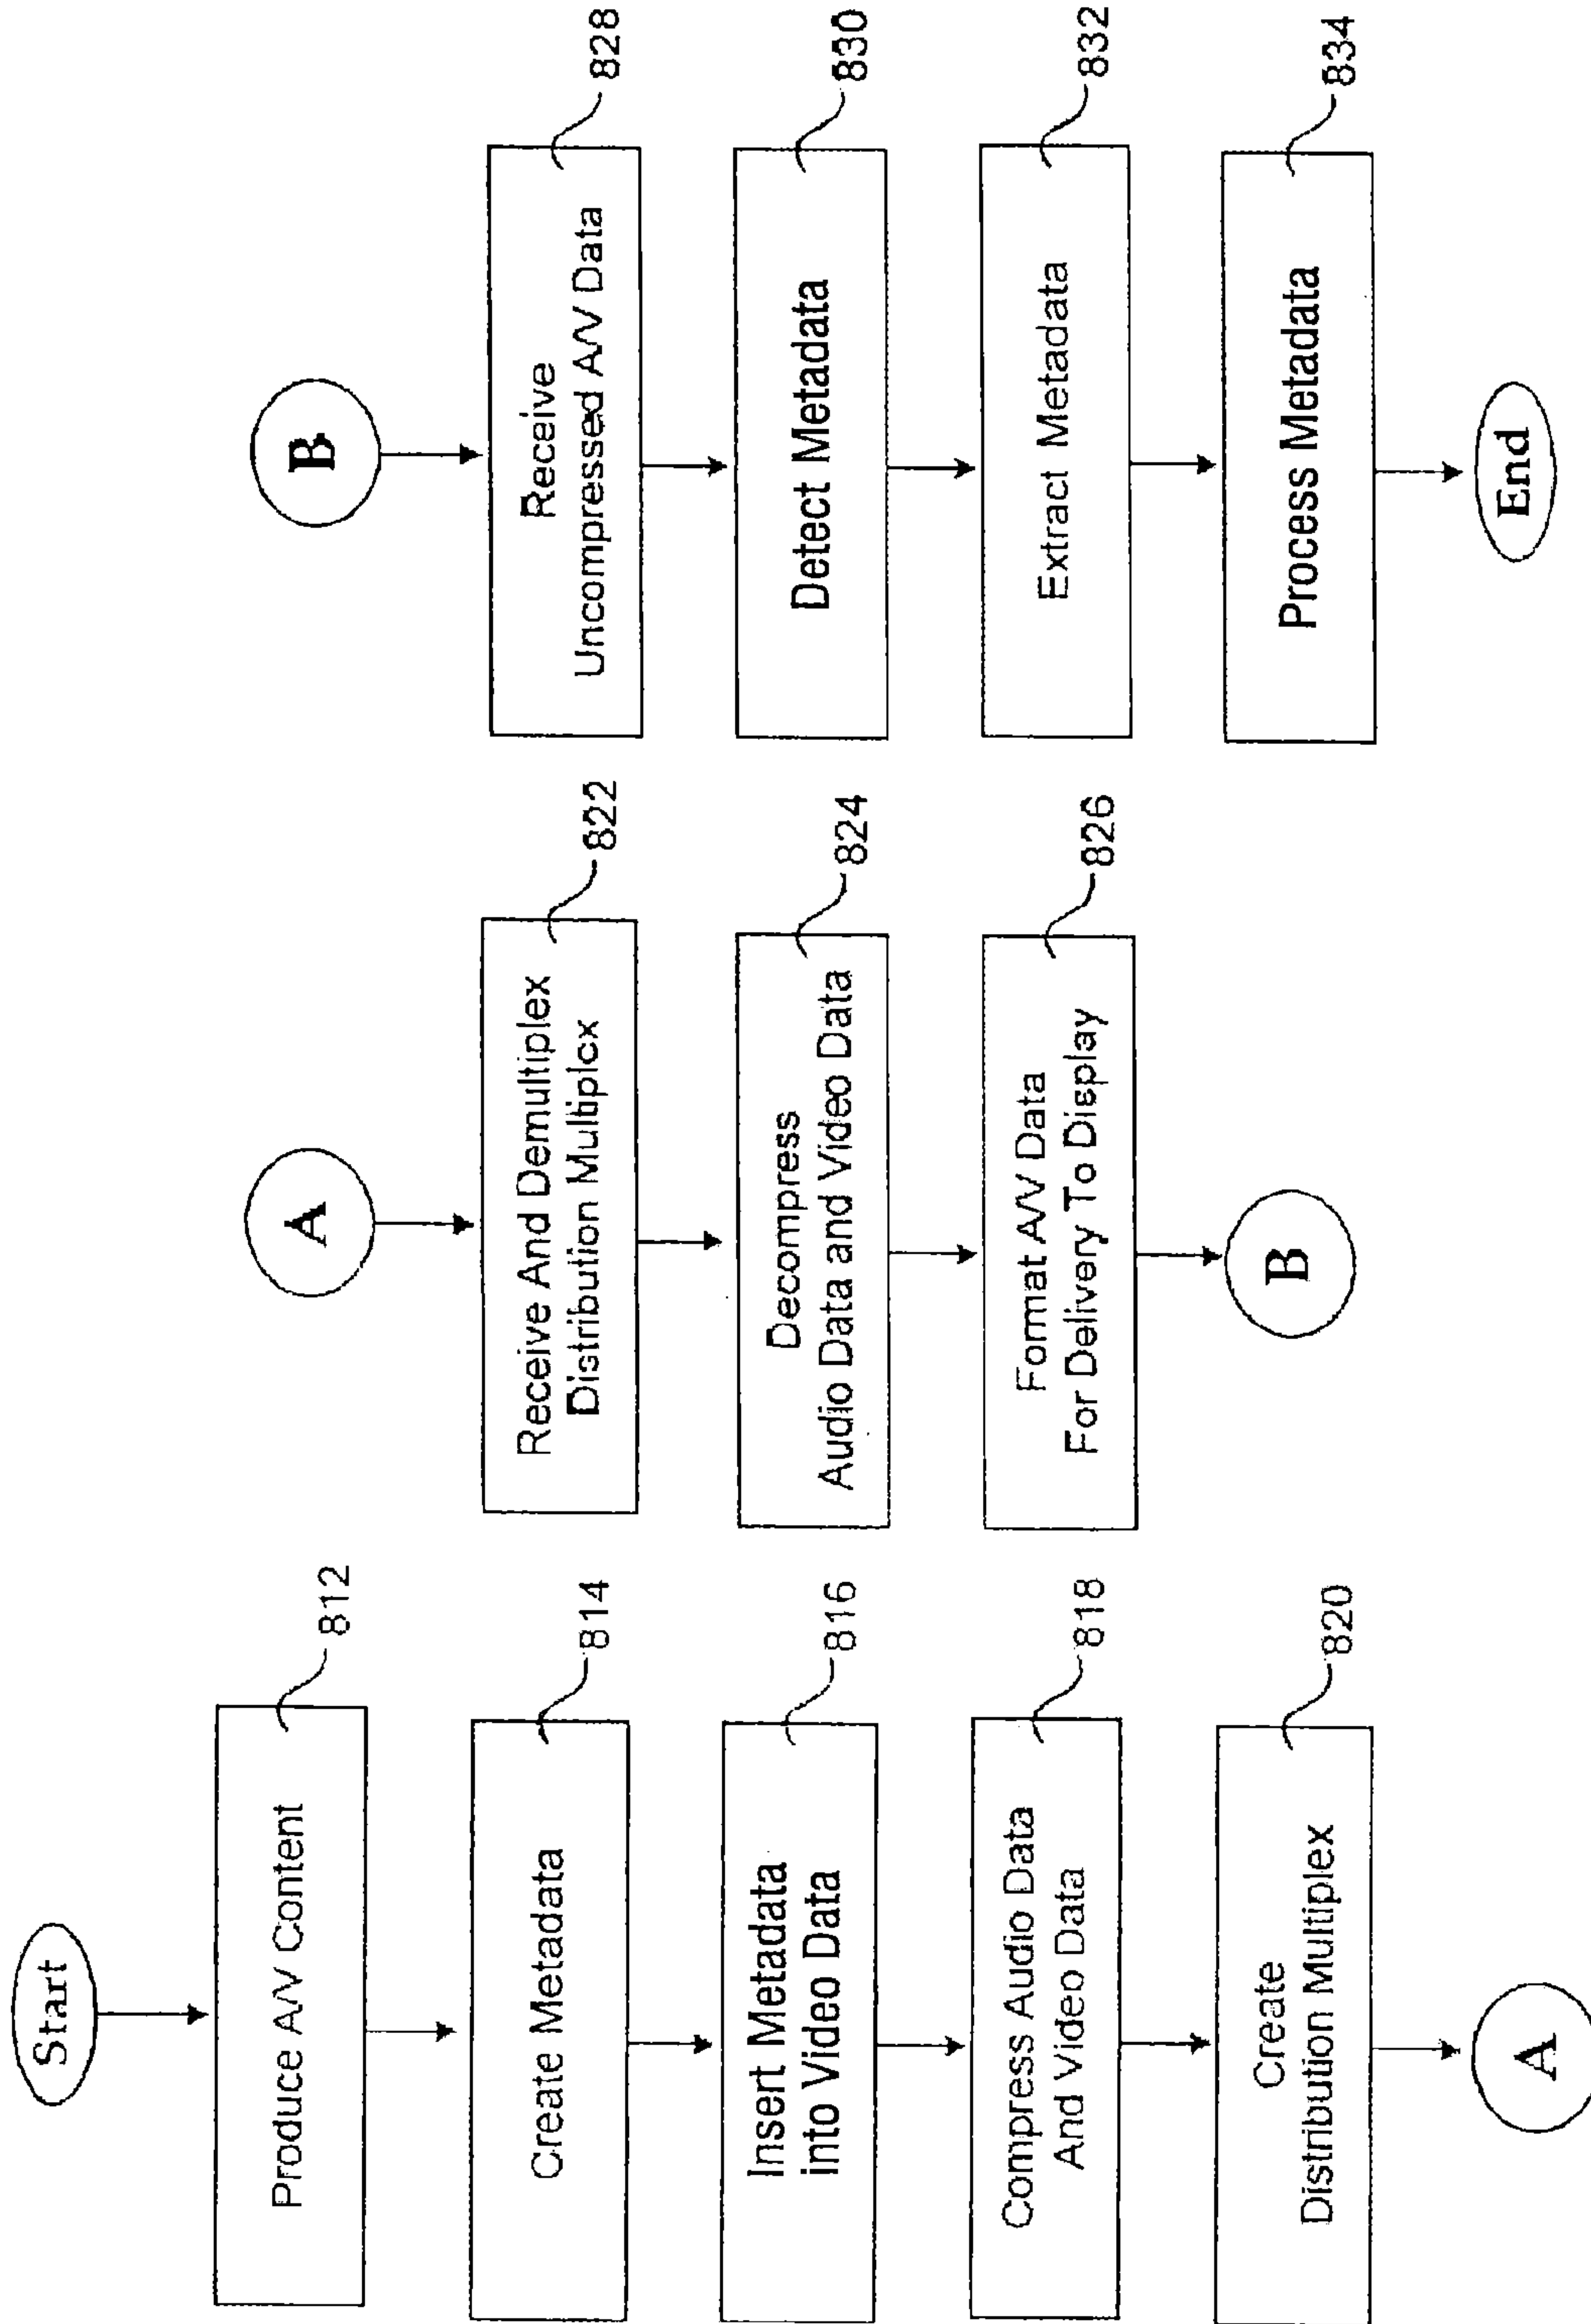 Start
Produce A/V Content
812
Create Metadata
814
Insert Metadata
into Video Data
816
Compress Audio Data
And Video Data
818
Create
Distribution Multiplex
820
A
A
Receive And Demultiplex
Distribution Multiplex
822
Decompress
Audio Data and Video Data
824
Format A/V Data
For Delivery To Display
826
B
B
Receive
Uncompressed A/V Data
828
Detect Metadata
830
Extract Metadata
832
Process Metadata
834
End